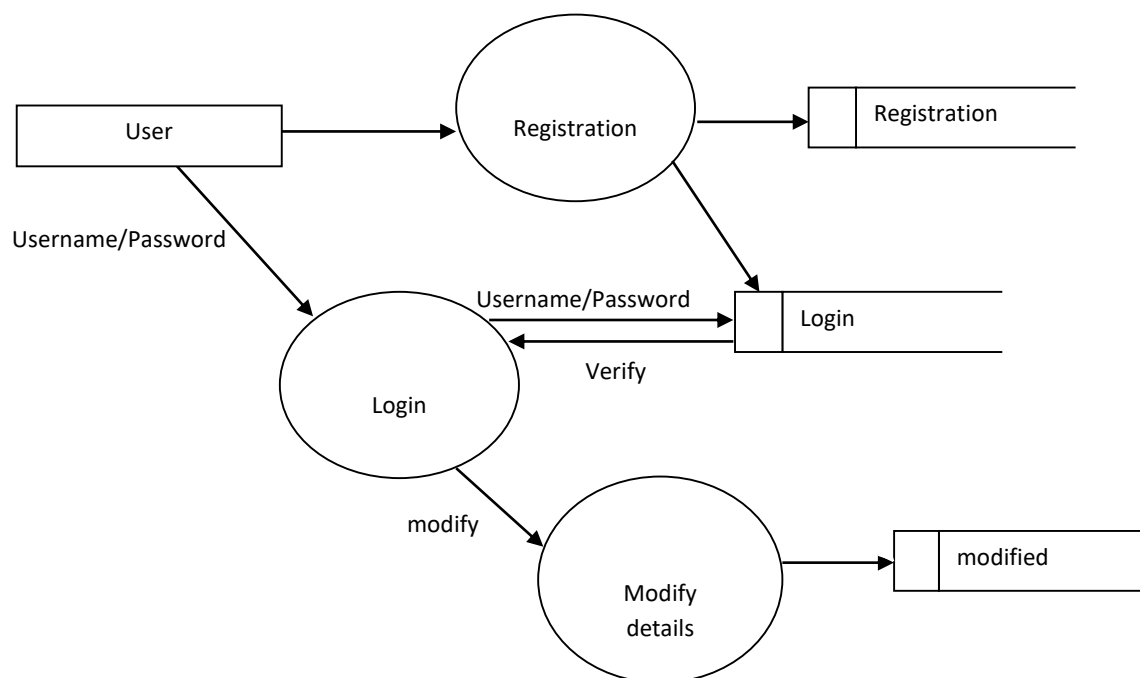 User
Registration
Registration
Username/Password
Username/Password
Login
Verify
Login
modify
Modify
details
modified